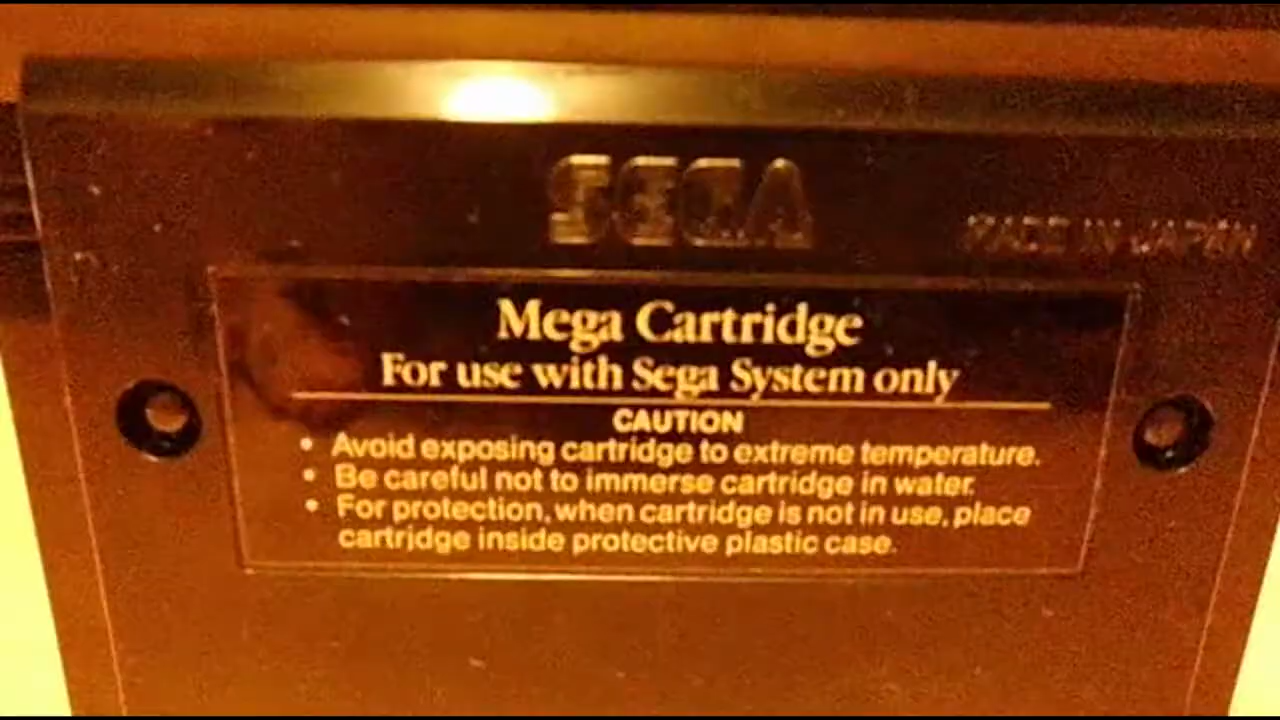 SEGA
MADE IN JAPAN
Mega Cartridge
For use with Sega System only
CAUTION
• Avoid exposing cartridge to extreme temperature.
• Be careful not to immerse cartridge in water.
• For protection, when cartridge is not in use, place
cartridge inside protective plastic case.